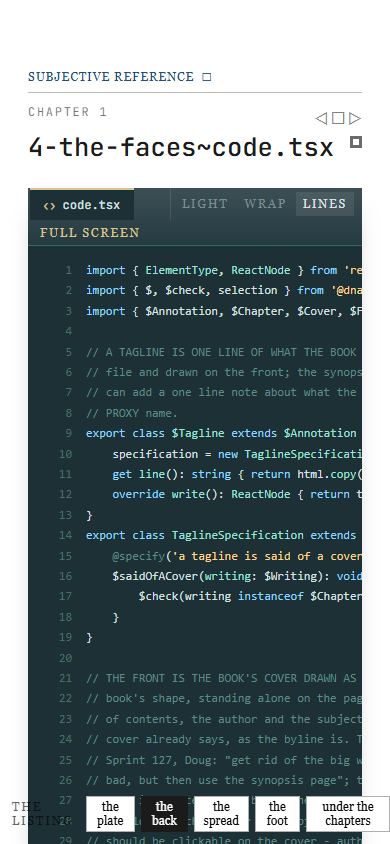 SUBJECTIVE REFERENCE
CHAPTER 1
4-the-faces~code.tsx
code.tsx LIGHT WRAP LINES
FULL SCREEN
1 import { ElementType, ReactNode } from 're
2 import { $, $check, selection } from '@dna
3 import { $Annotation, $Chapter, $Cover, $F
4
5 // A TAGLINE IS ONE LINE OF WHAT THE BOOK
6 // file and drawn on the front; the synops
7 // can add a one line note about what the
8 // PROXY name.
9 export class $Tagline extends $Annotation
10 specification = new TaglineSpecificati
11 get line(): string { return html.copy(
12 override write(): ReactNode { return t
13 }
14 export class TaglineSpecification extends
15 @specify('a tagline is said of a cover
16 $saidOfACover(writing: $Writing): void
17 $check(writing instanceof $Chapter
18 }
19 }
20
21 // THE FRONT IS THE BOOK'S COVER DRAWN AS
22 // book's shape, standing alone on the pag
23 // of contents, the author and the subject
24 // cover already says, as the byline is. T
25 // Sprint 127, Doug: "get rid of the big w
26 // bad, but then use the synopsis page"; t
27
THE
the plate
the back
the spread
the foot
under the chapters
29 // should be clickable on the cover, the